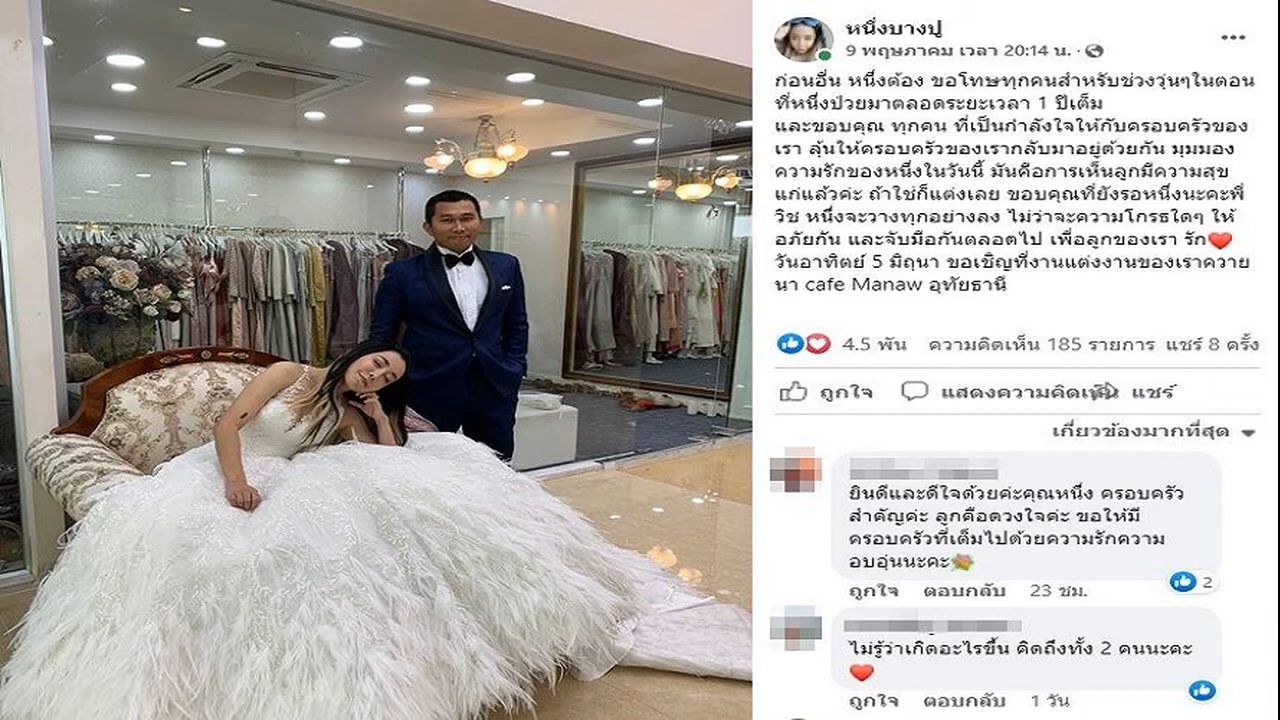 หนึ่งบางปู
9 พฤษภาคม เวลา 20:14 น. ·
ก่อนอื่น หนึ่งต้อง ขอโทษทุกคนสำหรับช่วงวุ่นๆในตอน
ที่หนึ่งป่วยมาตลอดระยะเวลา 1 ปีเต็ม
และขอบคุณ ทุกคน ที่เป็นกำลังใจให้กับครอบครัวของ
เรา ลุ้นให้ครอบครัวของเรากลับมาอยู่ด้วยกัน มุมมอง
ความรักของหนึ่งในวันนี้ มันคือการเห็นลูกมีความสุข
แก่แล้วค่ะ ถ้าใช่ก็แต่งเลย ขอบคุณที่ยังรอหนึ่งนะคะพี่
วิช หนึ่งจะวางทุกอย่างลง ไม่ว่าจะความโกรธใดๆ ให้
อภัยกัน และจับมือกันตลอดไป เพื่อลูกของเรา รัก❤️
วันอาทิตย์ 5 มิถุนา ขอเชิญที่งานแต่งงานของเราควาย
นา cafe Manaw อุทัยธานี
4.5 พัน ความคิดเห็น 185 รายการ แชร์ 8 ครั้ง
ถูกใจ แสดงความคิดเห็น แชร์
เกี่ยวข้องมากที่สุด
ยินดีและดีใจด้วยค่ะคุณหนึ่ง ครอบครัว
สำคัญค่ะ ลูกคือดวงใจค่ะ ขอให้มี
ครอบครัวที่เต็มไปด้วยความรักความ
อบอุ่นนะคะ💐
2
ถูกใจ ตอบกลับ 23 ชม.
ไม่รู้ว่าเกิดอะไรขึ้น คิดถึงทั้ง 2 คนนะคะ
❤️
ถูกใจ ตอบกลับ 1 วัน